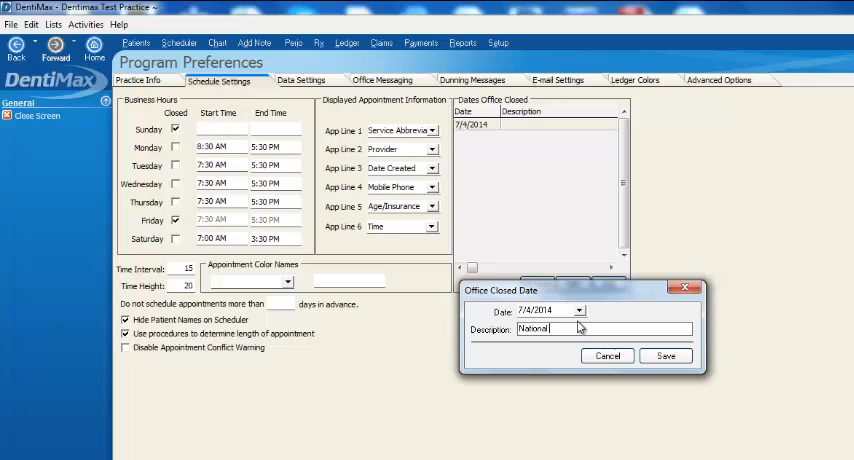 DentiMax - Dentimax Test Practice ~
File Edit Lists Activities Help
Back Forward Home
Patients Scheduler Chart Add Note Perio Rx Ledger Claims Payments Reports Setup
Program Preferences
DentiMax
Practice Info Schedule Settings Data Settings Office Messaging Dunning Messages E-mail Settings Ledger Colors Advanced Options
General
Close Screen
Business Hours
Closed Start Time End Time
Sunday
Monday 8:30 AM 5:30 PM
Tuesday 7:30 AM 5:30 PM
Wednesday 7:30 AM 5:30 PM
Thursday 7:30 AM 5:30 PM
Friday 7:30 AM 5:30 PM
Saturday 7:00 AM 3:30 PM
Displayed Appointment Information
App Line 1 Service Abbrevia
App Line 2 Provider
App Line 3 Date Created
App Line 4 Mobile Phone
App Line 5 Age/Insurance
App Line 6 Time
Dates Office Closed
Date Description
7/4/2014
Time Interval: 15
Time Height: 20
Appointment Color Names
Do not schedule appointments more than days in advance.
Hide Patient Names on Scheduler
Use procedures to determine length of appointment
Disable Appointment Conflict Warning
Office Closed Date
Date: 7/4/2014
Description: National
Cancel Save